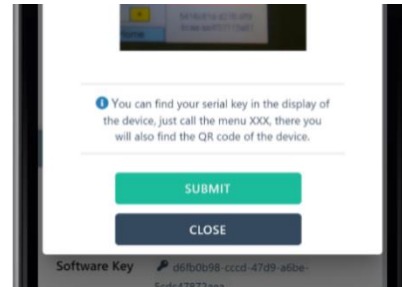 Home
You can find your serial key in the display of
the device, just call the menu XXX, there you
will also find the QR code of the device.
SUBMIT
CLOSE
Software Key d6fb0b98-cccd-47d9-a6be-